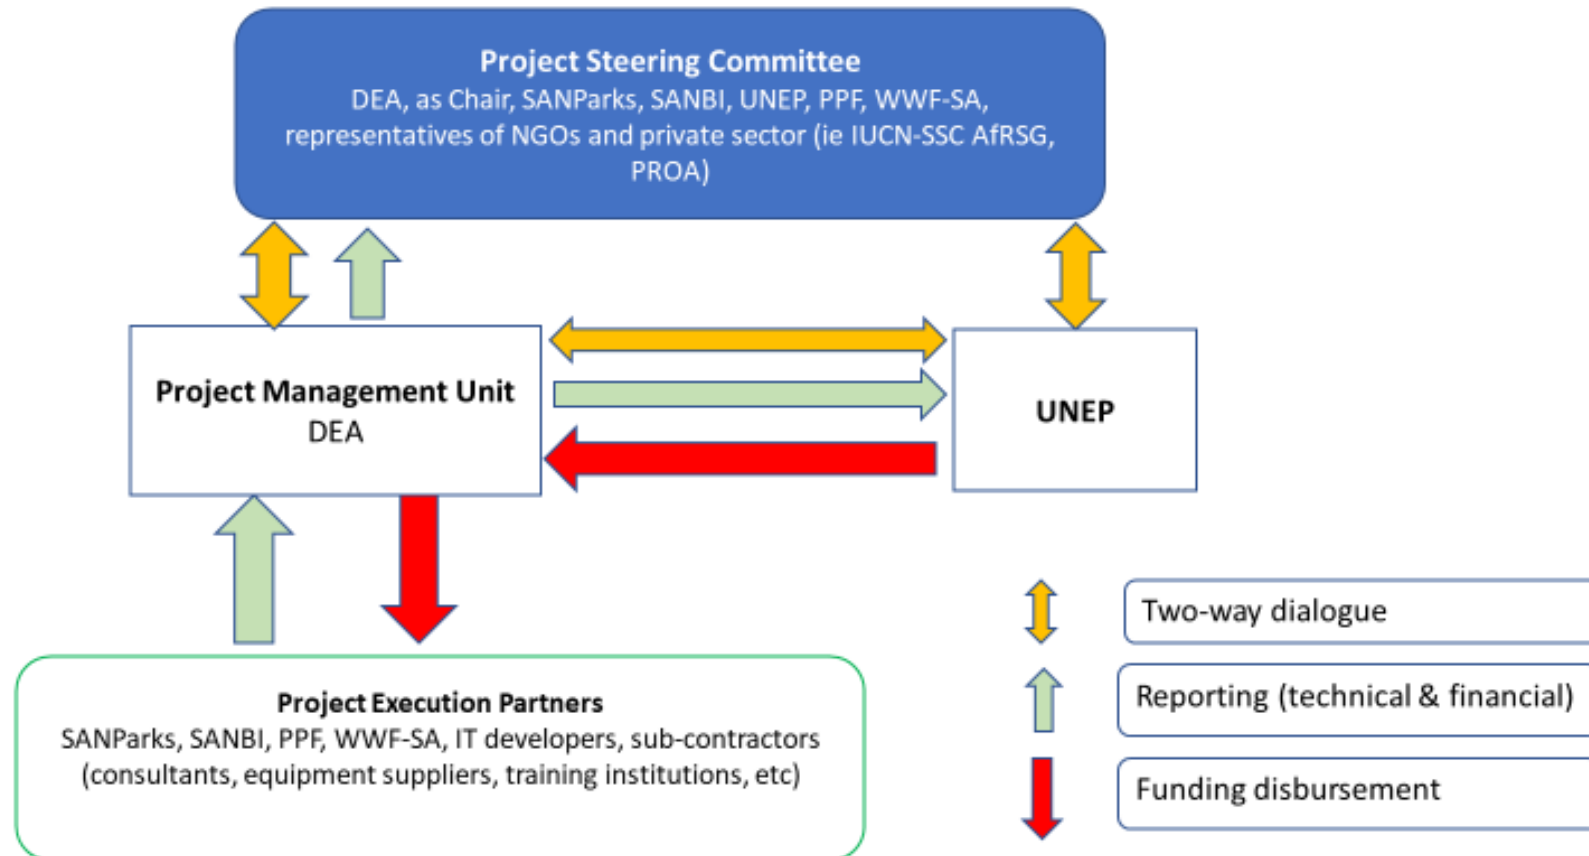 Project Steering Committee
DEA, as Chair, SANParks, SANBI, UNEP, PPF, WWF-SA,
representatives of NGOs and private sector (ie IUCN-SSC AfRSG,
PROA)
Project Management Unit
DEA
UNEP
Project Execution Partners
SANParks, SANBI, PPF, WWF-SA, IT developers, sub-contractors
(consultants, equipment suppliers, training institutions, etc)
Two-way dialogue
Reporting (technical & financial)
Funding disbursement